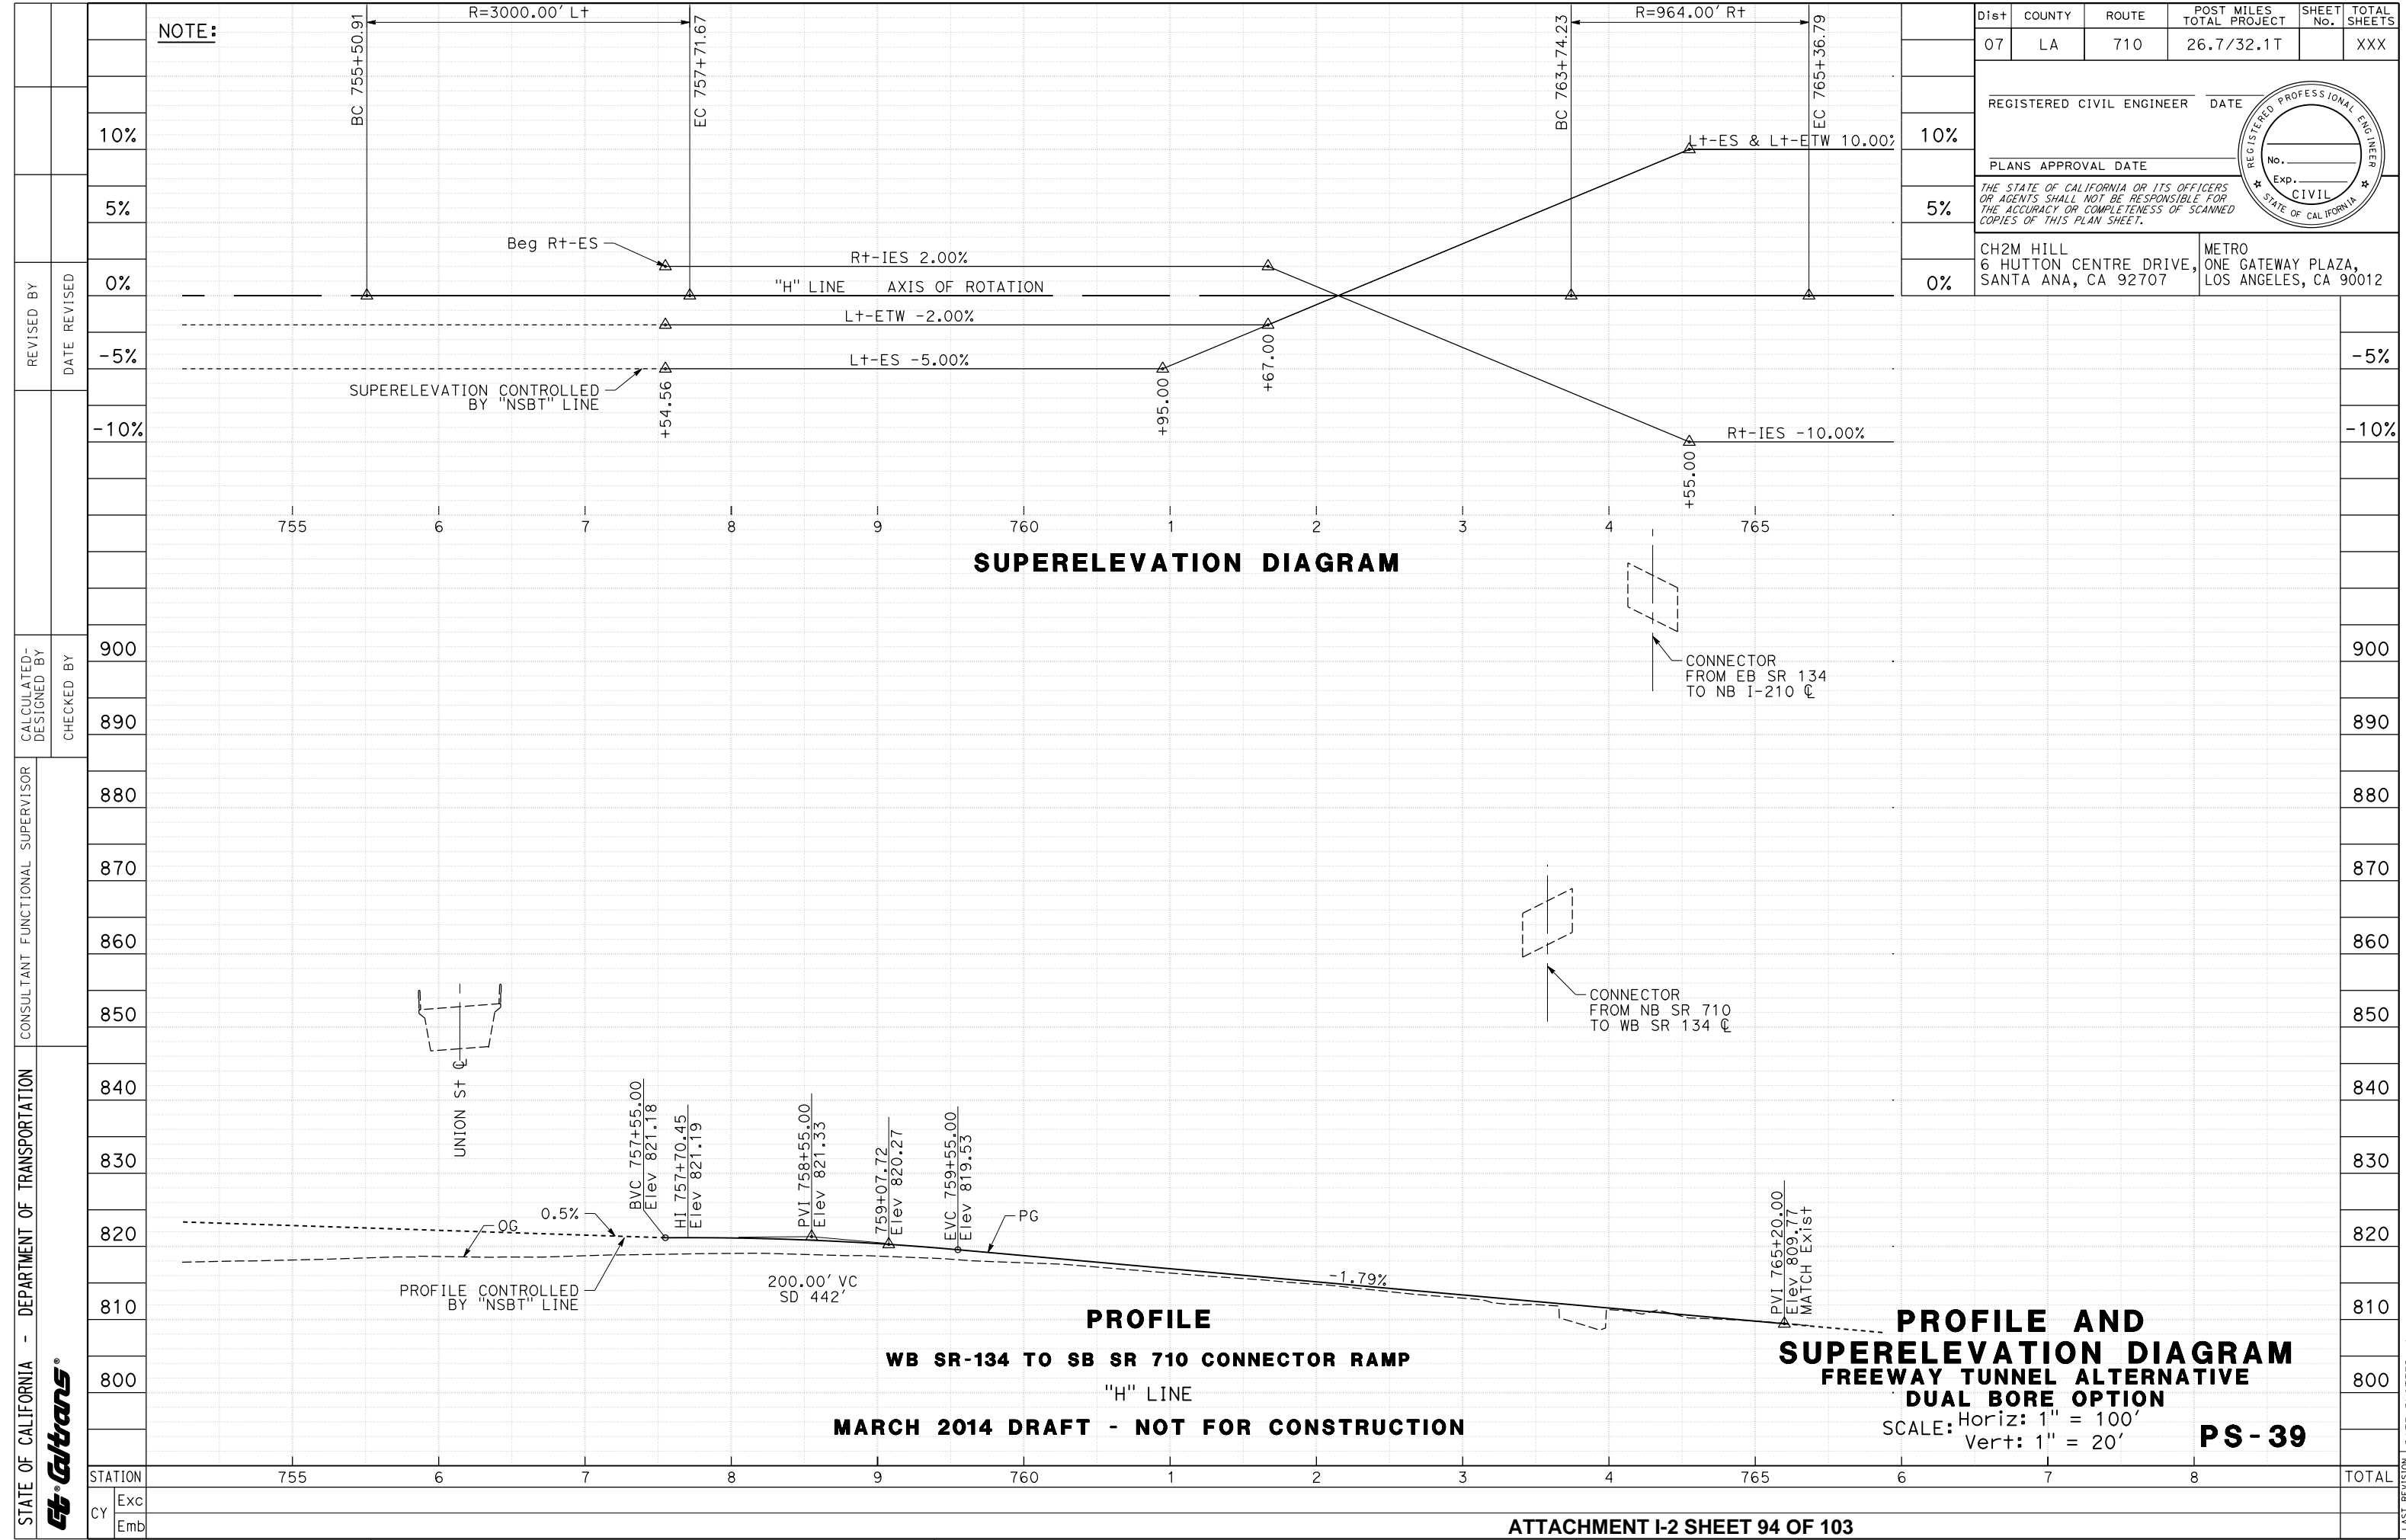 R=3000.00' Lt
R=964.00' Rt
NOTE:
BC 755+50.91
EC 757+71.67
BC 763+74.23
EC 765+36.79
Dist COUNTY ROUTE POST MILES TOTAL PROJECT SHEET No. TOTAL SHEETS
07 LA 710 26.7/32.1T XXX
REGISTERED CIVIL ENGINEER DATE
PLANS APPROVAL DATE
REGISTERED PROFESSIONAL ENGINEER
No.
Exp.
CIVIL
STATE OF CALIFORNIA
THE STATE OF CALIFORNIA OR ITS OFFICERS
OR AGENTS SHALL NOT BE RESPONSIBLE FOR
THE ACCURACY OR COMPLETENESS OF SCANNED
COPIES OF THIS PLAN SHEET.
CH2M HILL
6 HUTTON CENTRE DRIVE,
SANTA ANA, CA 92707
METRO
ONE GATEWAY PLAZA,
LOS ANGELES, CA 90012
10%
5%
0%
-5%
-10%
10%
5%
0%
-5%
-10%
Lt-ES & Lt-ETW 10.00%
Beg Rt-ES
Rt-IES 2.00%
"H" LINE AXIS OF ROTATION
Lt-ETW -2.00%
Lt-ES -5.00%
SUPERELEVATION CONTROLLED
BY "NSBT" LINE
+54.56
+95.00
+67.00
Rt-IES -10.00%
+55.00
755 6 7 8 9 760 1 2 3 4 765
SUPERELEVATION DIAGRAM
CONNECTOR
FROM EB SR 134
TO NB I-210 ℄
900
890
880
870
860
850
840
830
820
810
800
900
890
880
870
860
850
840
830
820
810
800
CONNECTOR
FROM NB SR 710
TO WB SR 134 ℄
UNION St ℄
BVC 757+55.00
Elev 821.18
HI 757+70.45
Elev 821.19
PVI 758+55.00
Elev 821.33
759+07.72
Elev 820.27
EVC 759+55.00
Elev 819.53
PVI 765+20.00
Elev 809.77
MATCH Exist
OG
0.5%
PG
PROFILE CONTROLLED
BY "NSBT" LINE
200.00' VC
SD 442'
-1.79%
PROFILE
WB SR-134 TO SB SR 710 CONNECTOR RAMP
"H" LINE
MARCH 2014 DRAFT - NOT FOR CONSTRUCTION
PROFILE AND
SUPERELEVATION DIAGRAM
FREEWAY TUNNEL ALTERNATIVE
DUAL BORE OPTION
SCALE: Horiz: 1" = 100'
Vert: 1" = 20'
PS-39
STATION 755 6 7 8 9 760 1 2 3 4 765 6 7 8 TOTAL
CY Exc
Emb
ATTACHMENT I-2 SHEET 94 OF 103
REVISED BY
DATE REVISED
CALCULATED-
DESIGNED BY
CHECKED BY
CONSULTANT FUNCTIONAL SUPERVISOR
STATE OF CALIFORNIA - DEPARTMENT OF TRANSPORTATION
Caltrans